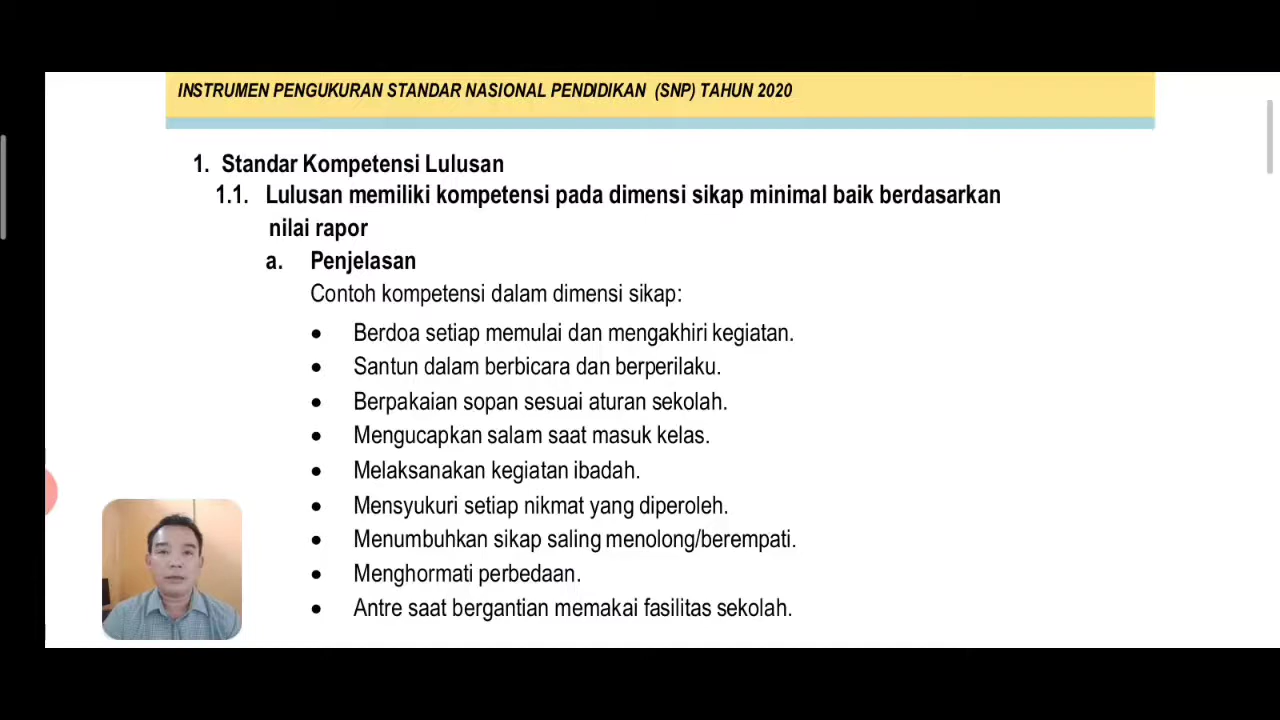 INSTRUMEN PENGUKURAN STANDAR NASIONAL PENDIDIKAN (SNP) TAHUN 2020
1. Standar Kompetensi Lulusan
1.1. Lulusan memiliki kompetensi pada dimensi sikap minimal baik berdasarkan
nilai rapor
a. Penjelasan
Contoh kompetensi dalam dimensi sikap:
• Berdoa setiap memulai dan mengakhiri kegiatan.
• Santun dalam berbicara dan berperilaku.
• Berpakaian sopan sesuai aturan sekolah.
• Mengucapkan salam saat masuk kelas.
• Melaksanakan kegiatan ibadah.
• Mensyukuri setiap nikmat yang diperoleh.
• Menumbuhkan sikap saling menolong/berempati.
• Menghormati perbedaan.
• Antre saat bergantian memakai fasilitas sekolah.